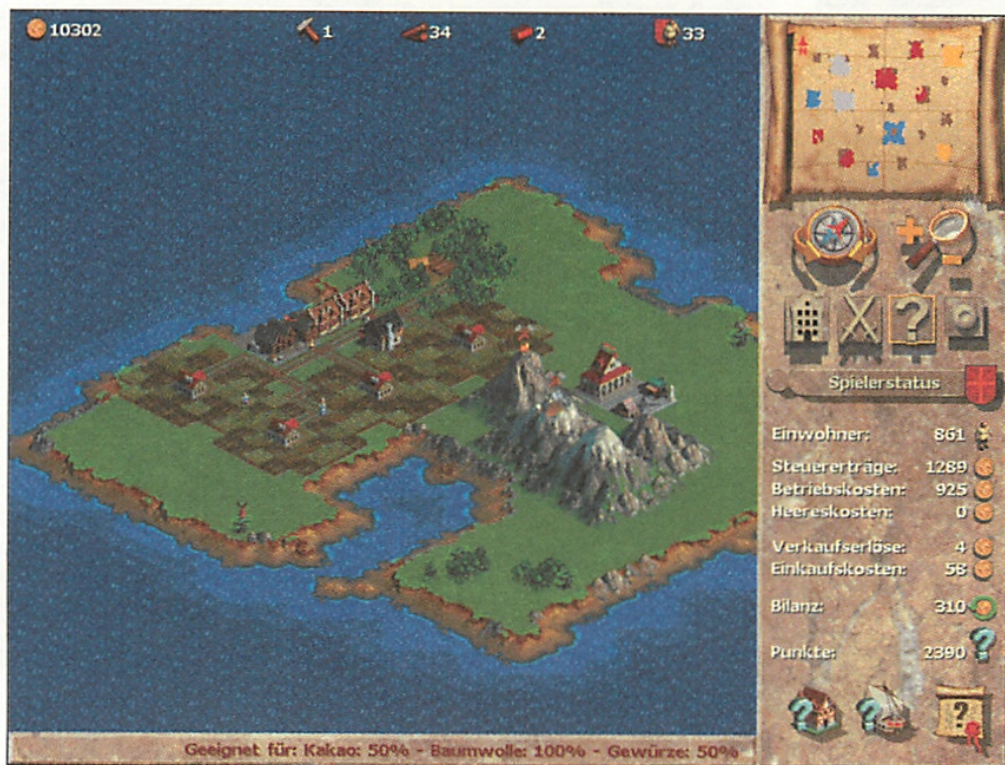 10302 1 34 2 33
N
Spielerstatus
Einwohner: 861
Steuererträge: 1289
Betriebskosten: 925
Heereskosten: 0
Verkaufserlöse: 4
Einkaufskosten: 58
Bilanz: 310
Punkte: 2390
Geeignet für: Kakao: 50% - Baumwolle: 100% - Gewürze: 50%